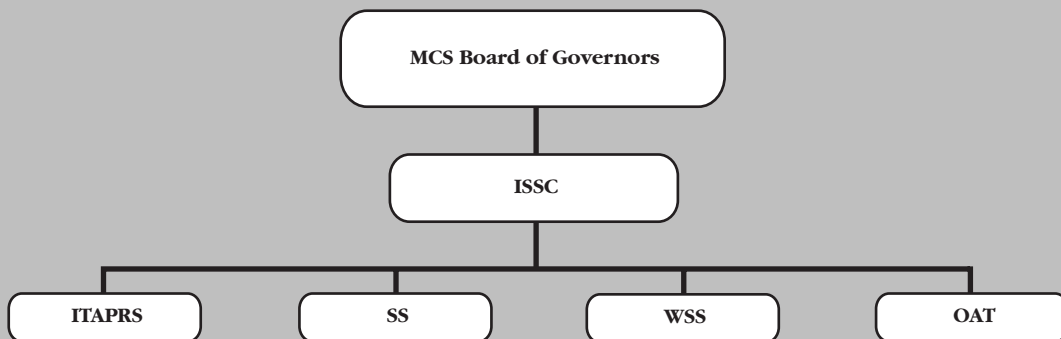 MCS Board of Governors
ISSC
ITAPRS
SS
WSS
OAT